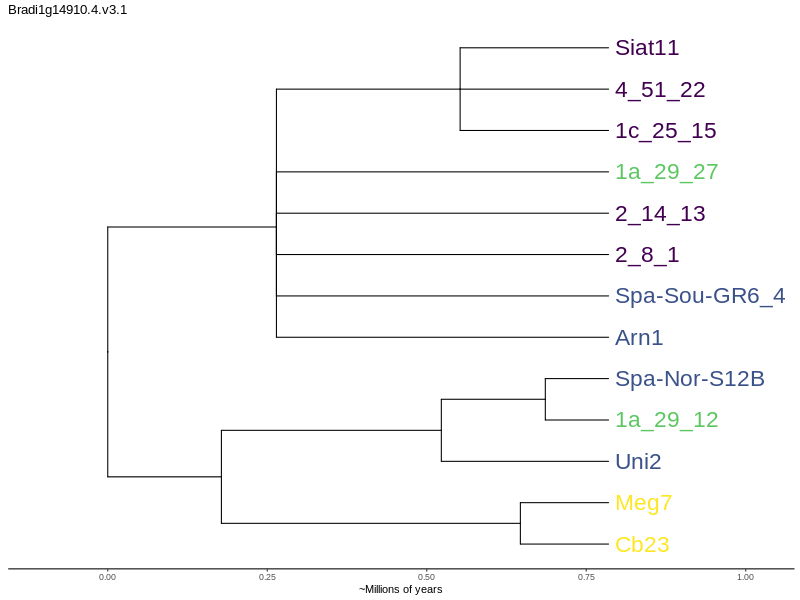 Bradi1g14910.4.v3.1
Siat11
4_51_22
1c_25_15
1a_29_27
2_14_13
2_8_1
Spa-Sou-GR6_4
Arn1
Spa-Nor-S12B
1a_29_12
Uni2
Meg7
Cb23
0.00 0.25 0.50 0.75 1.00
~Millions of years